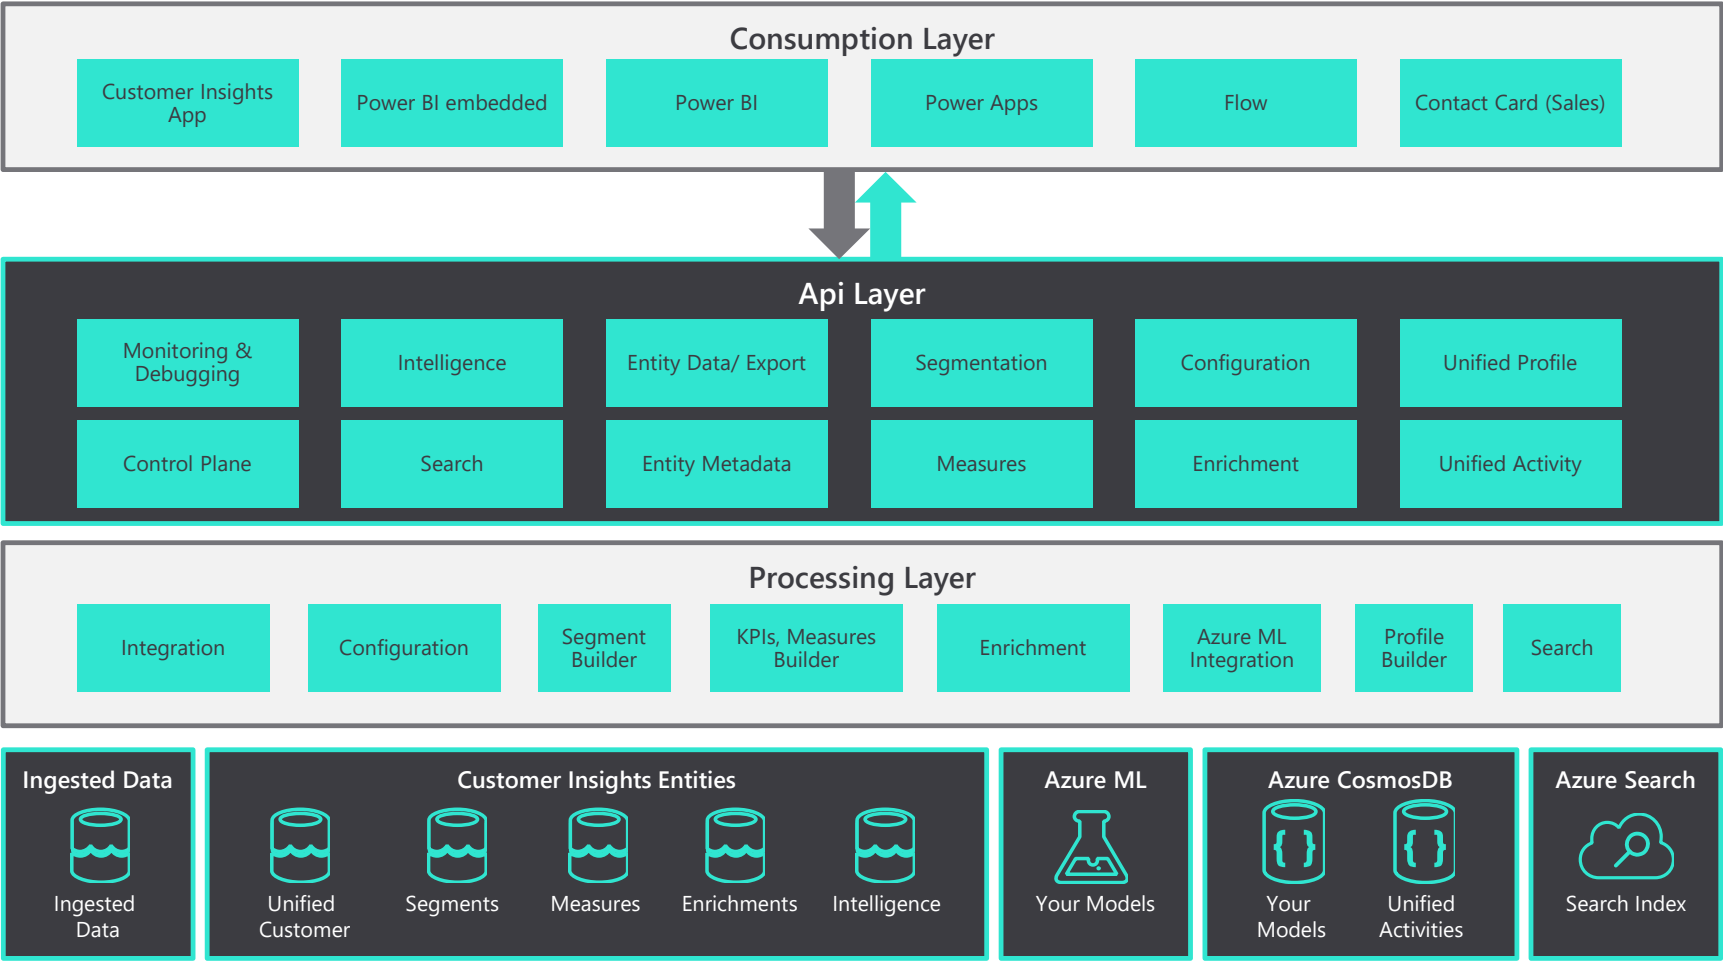 Consumption Layer
Customer Insights
App
Power BI embedded
Power BI
Power Apps
Flow
Contact Card (Sales)
Api Layer
Monitoring &
Debugging
Intelligence
Entity Data/ Export
Segmentation
Configuration
Unified Profile
Control Plane
Search
Entity Metadata
Measures
Enrichment
Unified Activity
Processing Layer
Integration
Configuration
Segment
Builder
KPIs, Measures
Builder
Enrichment
Azure ML
Integration
Profile
Builder
Search
Ingested Data
Ingested
Data
Customer Insights Entities
Unified
Customer
Segments
Measures
Enrichments
Intelligence
Azure ML
Your Models
Azure CosmosDB
{ }
Your
Models
{ }
Unified
Activities
Azure Search
Search Index